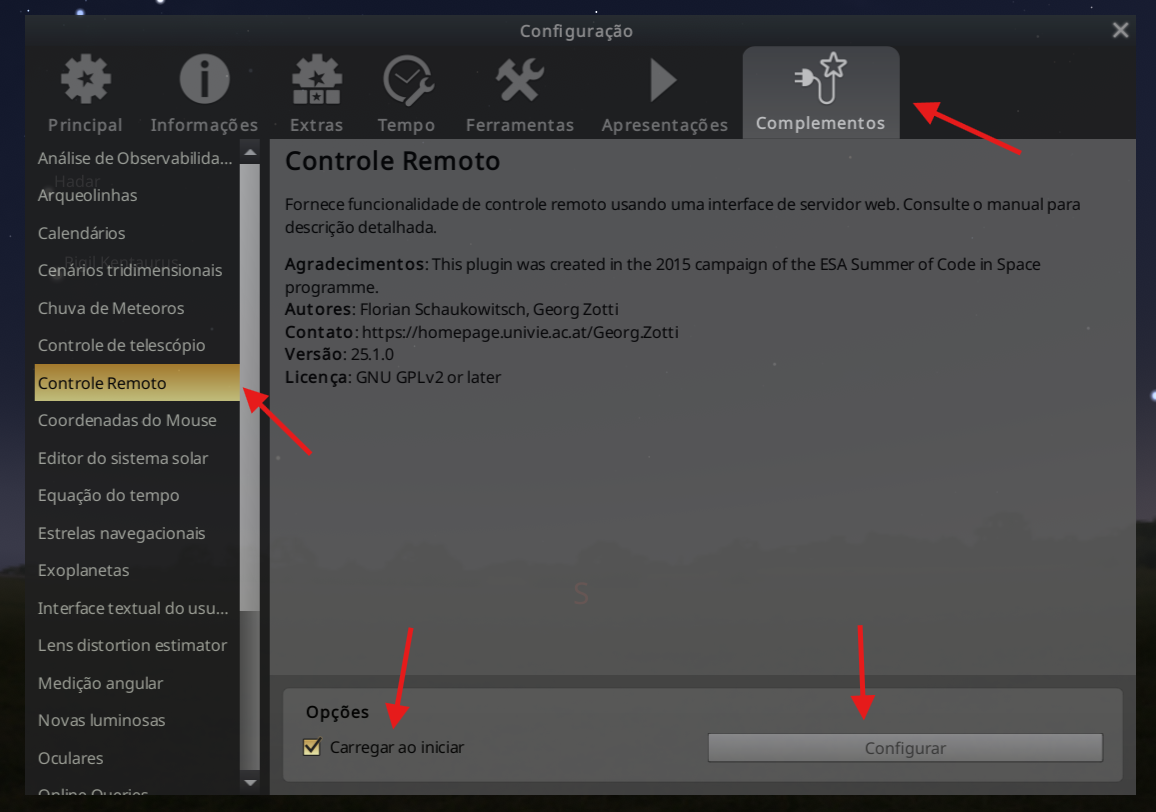 Configuração
Principal
Informações
Extras
Tempo
Ferramentas
Apresentações
Complementos
Análise de Observabilida...
Hadar
Arqueolinhas
Calendários
Rigil Kentaurus
Cenários tridimensionais
Chuva de Meteoros
Controle de telescópio
Controle Remoto
Coordenadas do Mouse
Editor do sistema solar
Equação do tempo
Estrelas navegacionais
Exoplanetas
Interface textual do usu...
Lens distortion estimator
Medição angular
Novas luminosas
Oculares
Online Queries
Controle Remoto
Fornece funcionalidade de controle remoto usando uma interface de servidor web. Consulte o manual para
descrição detalhada.
Agradecimentos: This plugin was created in the 2015 campaign of the ESA Summer of Code in Space
programme.
Autores: Florian Schaukowitsch, Georg Zotti
Contato: https://homepage.univie.ac.at/Georg.Zotti
Versão: 25.1.0
Licença: GNU GPLv2 or later
S
Opções
Carregar ao iniciar
Configurar